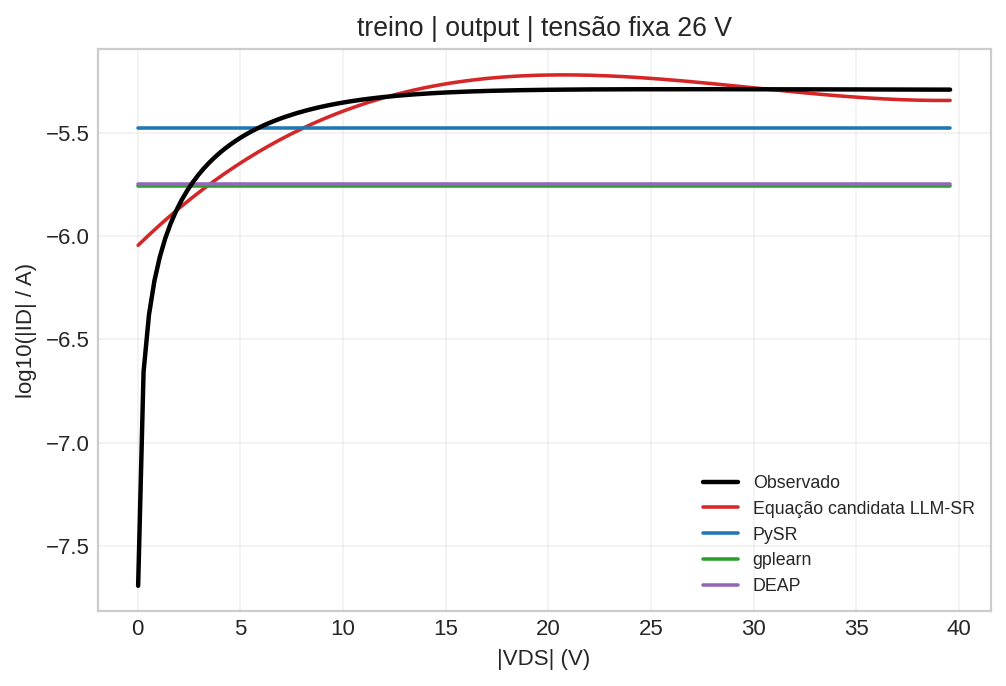 treino | output | tensão fixa 26 V
log10(|ID| / A)
−5.5
−6.0
−6.5
−7.0
−7.5
Observado
Equação candidata LLM-SR
PySR
gplearn
DEAP
0 5 10 15 20 25 30 35 40
|VDS| (V)